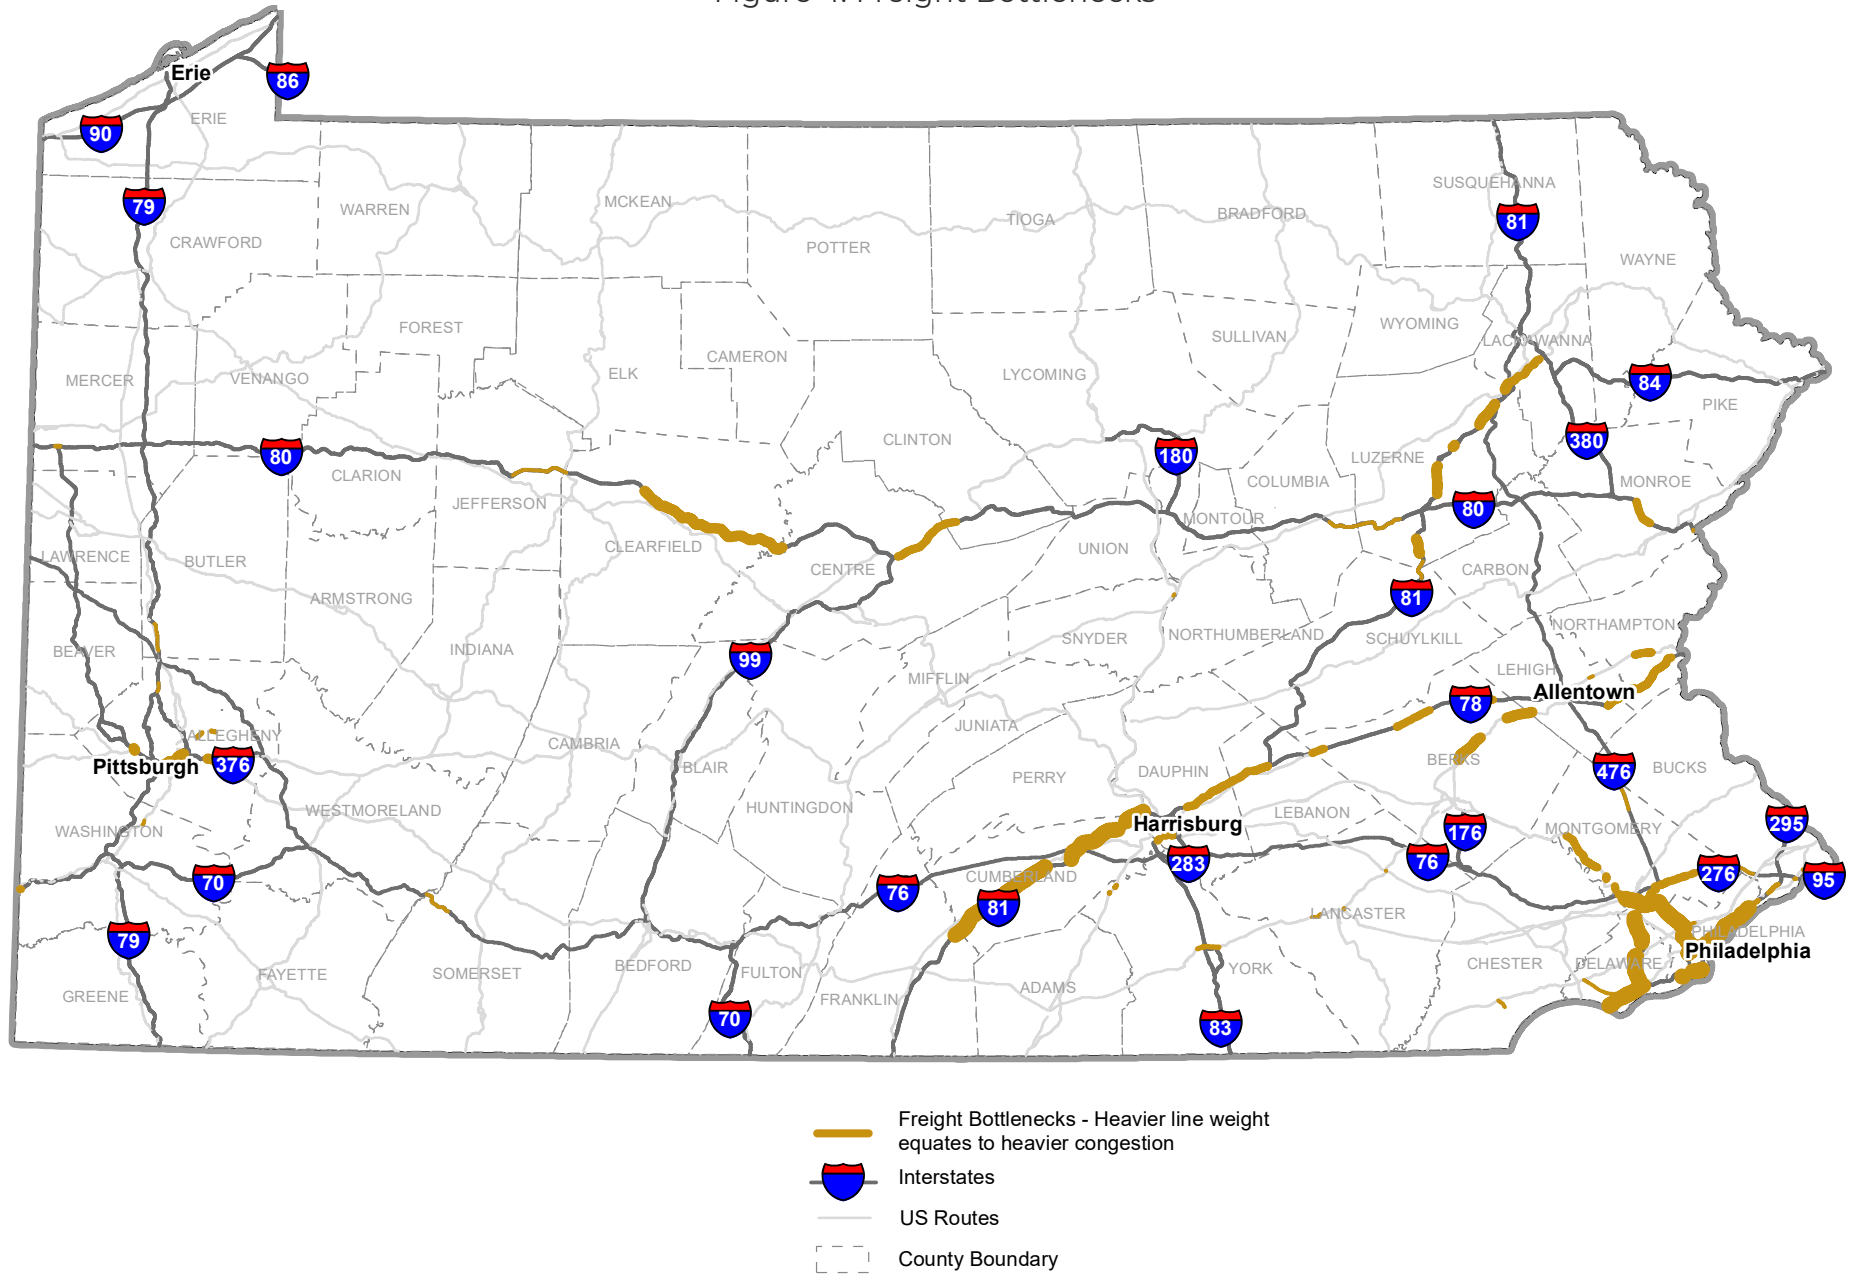 Figure 4: Freight Bottlenecks
Erie
86
90
ERIE
79
SUSQUEHANNA
WARREN
MCKEAN
BRADFORD
TIOGA
81
CRAWFORD
POTTER
WAYNE
FOREST
WYOMING
SULLIVAN
LACKAWANNA
CAMERON
MERCER
VENANGO
ELK
LYCOMING
84
PIKE
CLINTON
380
80
180
LUZERNE
CLARION
COLUMBIA
MONROE
JEFFERSON
80
MONTOUR
CLEARFIELD
UNION
LAWRENCE
BUTLER
CENTRE
CARBON
ARMSTRONG
81
NORTHAMPTON
SNYDER
NORTHUMBERLAND
SCHUYLKILL
BEAVER
INDIANA
99
LEHIGH
MIFFLIN
Allentown
78
JUNIATA
ALLEGHENY
CAMBRIA
Pittsburgh
376
BLAIR
BERKS
476
BUCKS
PERRY
DAUPHIN
HUNTINGDON
WESTMORELAND
LEBANON
Harrisburg
295
WASHINGTON
176
MONTGOMERY
76
283
CUMBERLAND
276
95
70
76
81
LANCASTER
79
PHILADELPHIA
Philadelphia
BEDFORD
FULTON
YORK
CHESTER
DELAWARE
FAYETTE
SOMERSET
GREENE
FRANKLIN
ADAMS
70
83
Freight Bottlenecks - Heavier line weight
equates to heavier congestion
Interstates
US Routes
County Boundary